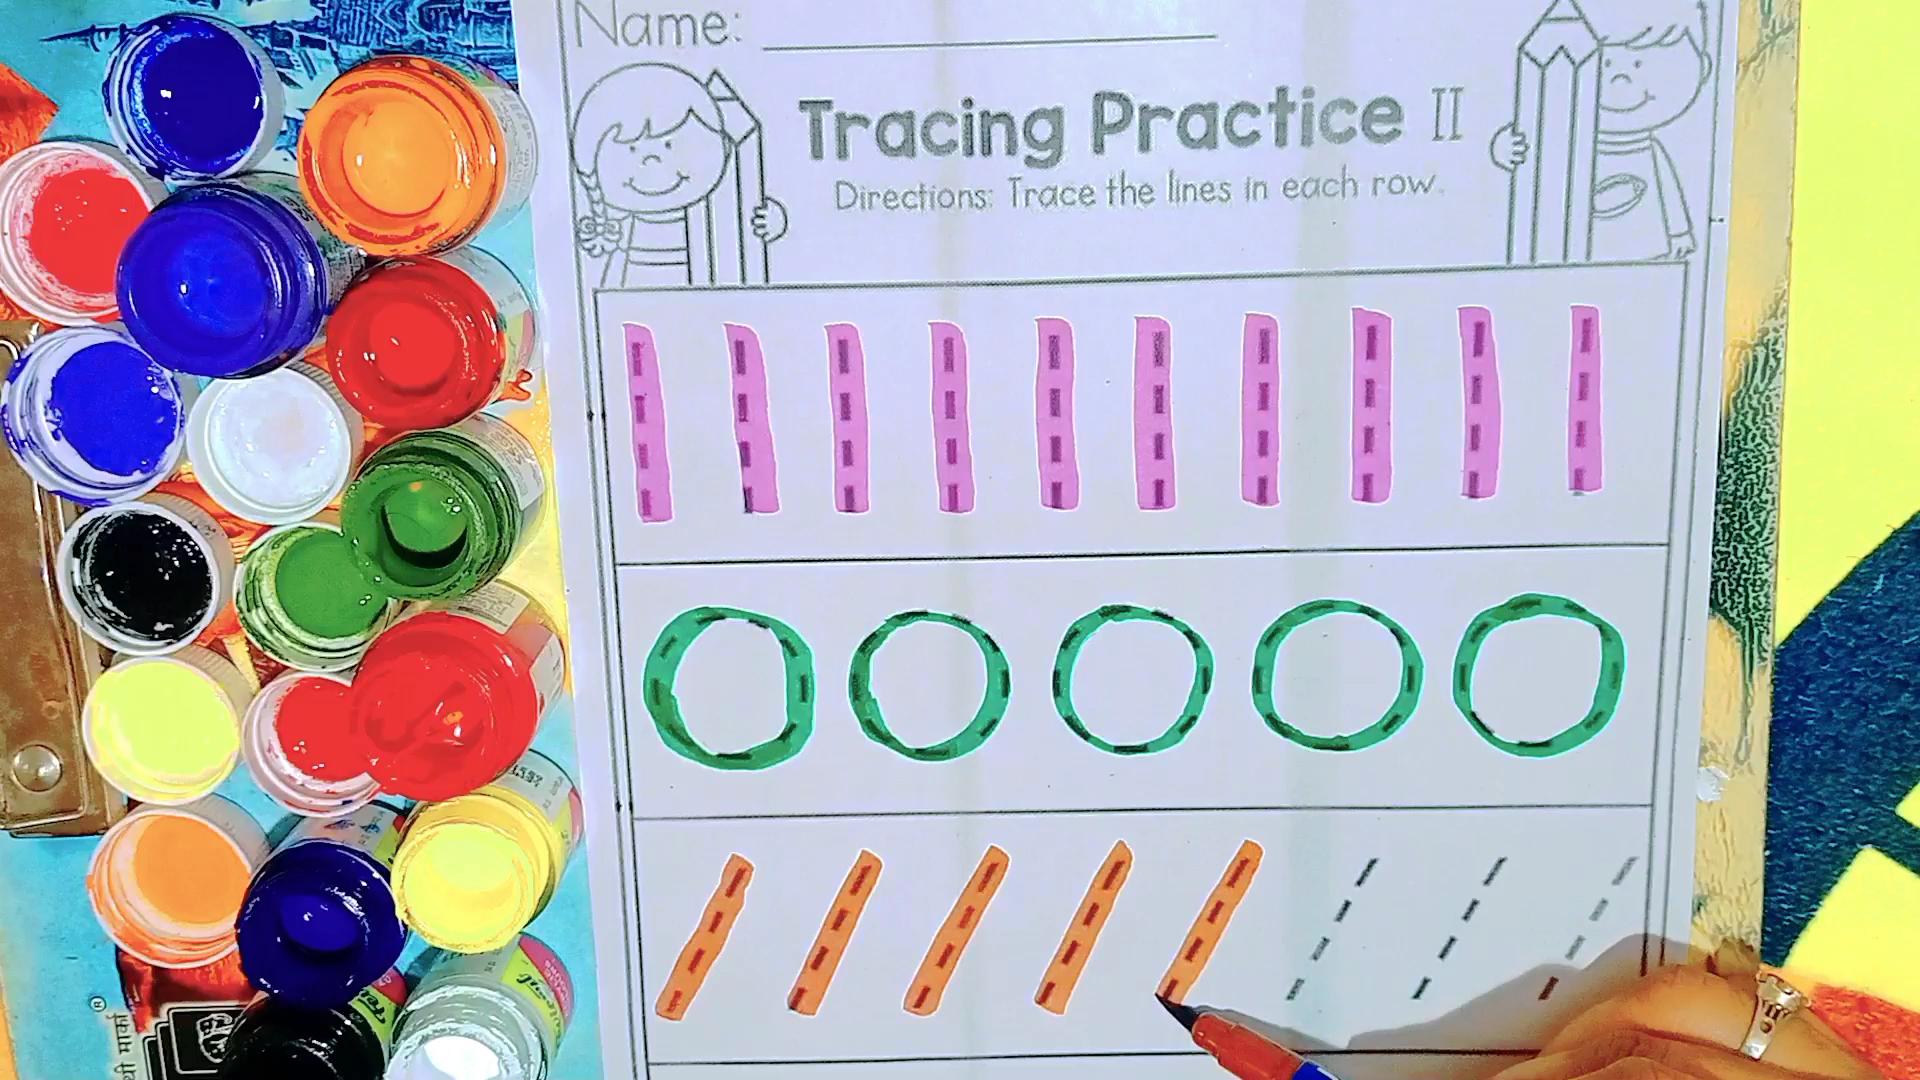 Name:
Tracing Practice II
Directions: Trace the lines in each row.